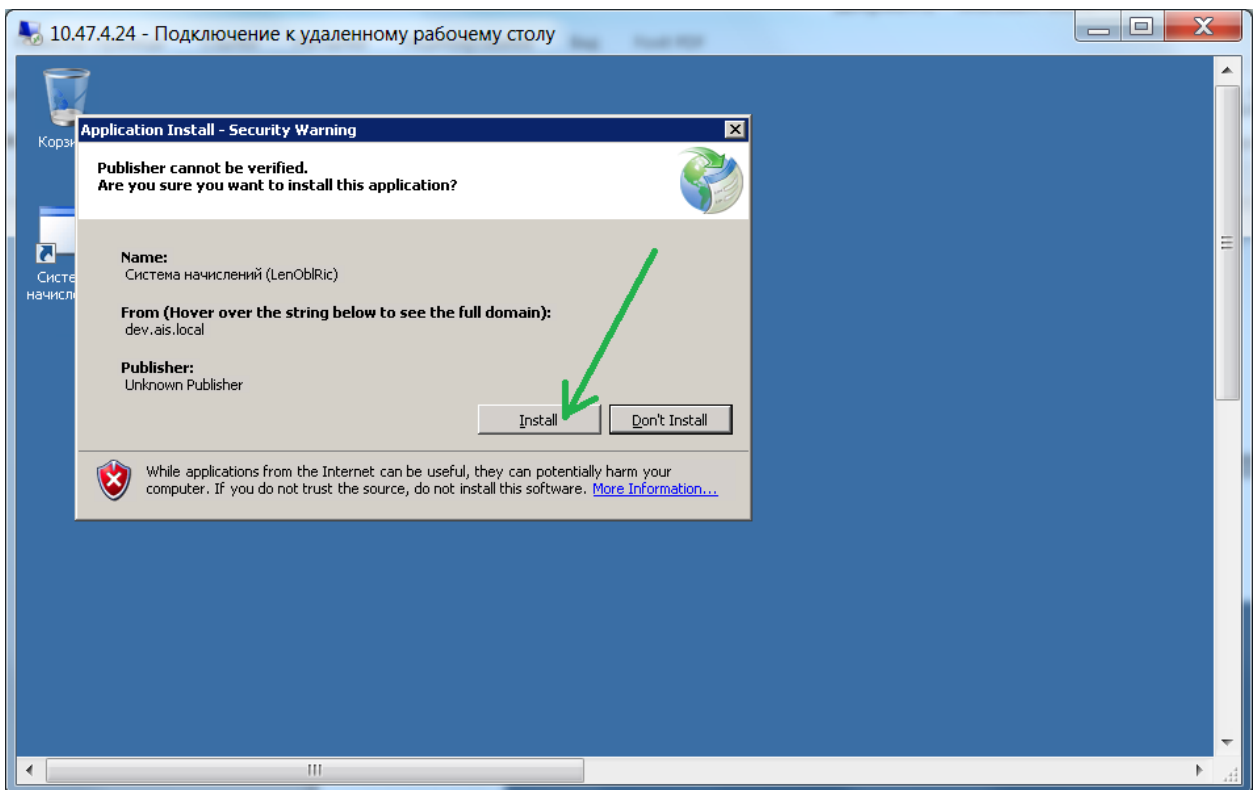 10.47.4.24 - Подключение к удаленному рабочему столу
Application Install - Security Warning
Publisher cannot be verified.
Are you sure you want to install this application?
Name:
Система начислений (LenOblRic)
From (Hover over the string below to see the full domain):
dev.ais.local
Publisher:
Unknown Publisher
Install
Don't Install
While applications from the Internet can be useful, they can potentially harm your
computer. If you do not trust the source, do not install this software. More Information...